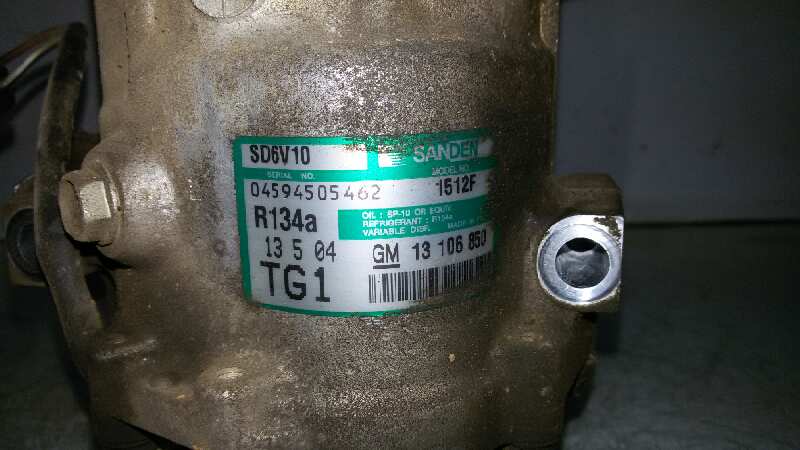 SD6V10 SANDEN
SERIAL NO. MODEL NO.
04594505462 1512F
R134a OIL : SP-10 OR EQUIV.
REFRIGERANT : R134a
VARIABLE DISP. MADE
13 5 04 GM 13 106 850
TG1